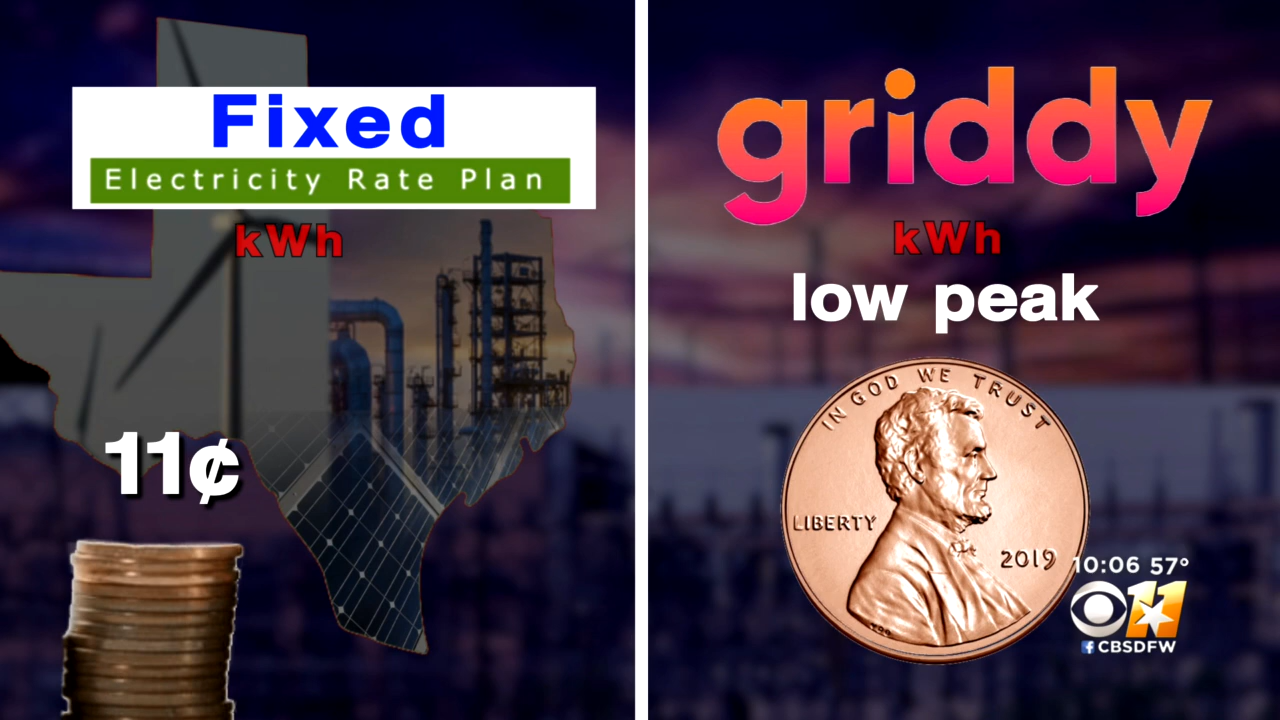 Fixed
Electricity Rate Plan
kWh
11¢
griddy
kWh
low peak
IN GOD WE TRUST
LIBERTY
2019
10:06 57°
11
CBSDFW